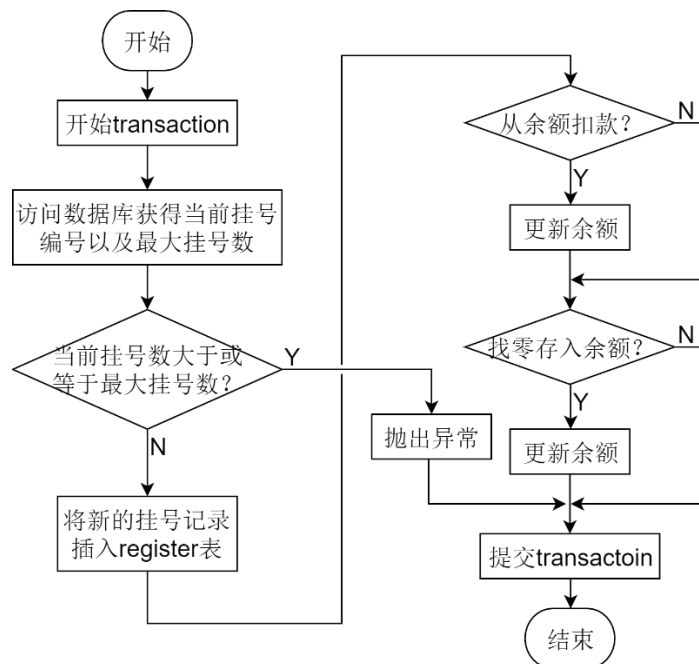 开始
开始transaction
访问数据库获得当前挂号
编号以及最大挂号数
当前挂号数大于或
等于最大挂号数？
Y
N
将新的挂号记录
插入register表
抛出异常
从余额扣款？
N
Y
更新余额
找零存入余额？
N
Y
更新余额
提交transactoin
结束